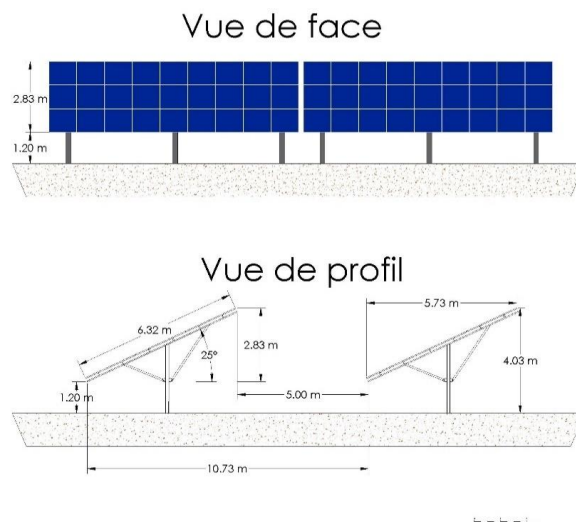 Vue de face
2.83 m
1.20 m
Vue de profil
5.73 m
6.32 m
2.83 m
25°
4.03 m
1.20 m
5.00 m
10.73 m